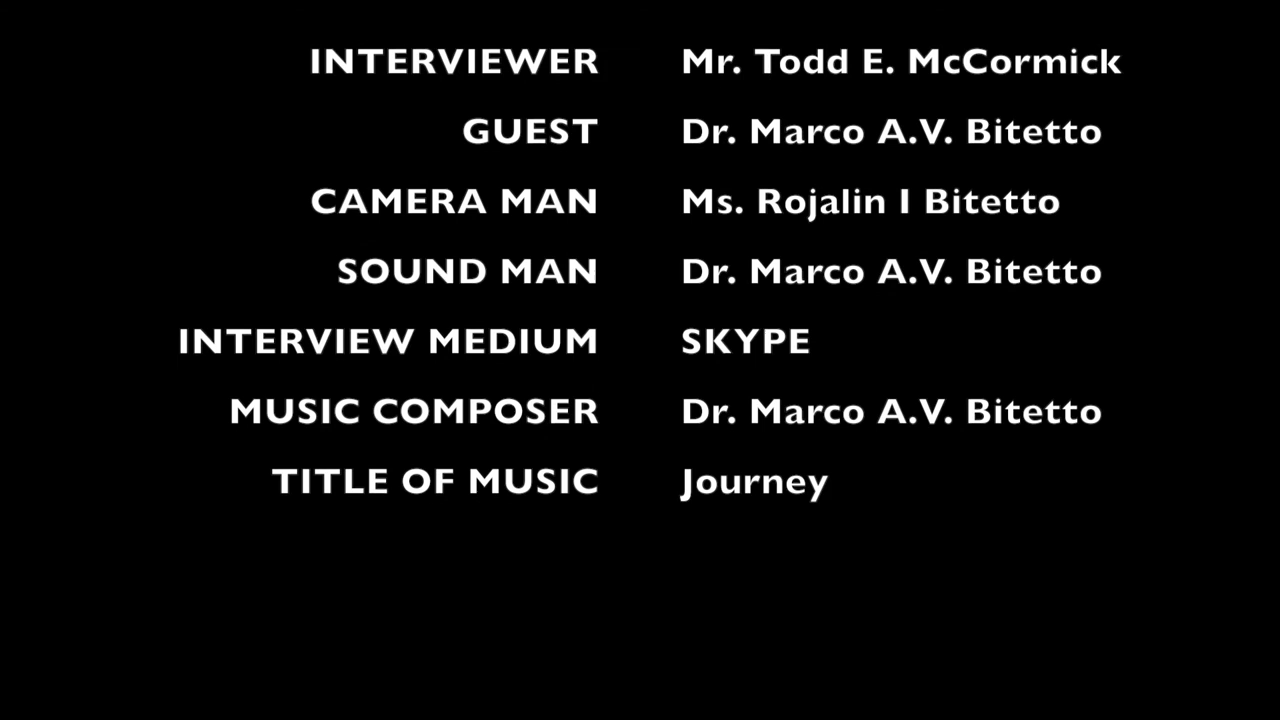 INTERVIEWER Mr. Todd E. McCormick
GUEST Dr. Marco A.V. Bitetto
CAMERA MAN Ms. Rojalin I Bitetto
SOUND MAN Dr. Marco A.V. Bitetto
INTERVIEW MEDIUM SKYPE
MUSIC COMPOSER Dr. Marco A.V. Bitetto
TITLE OF MUSIC Journey